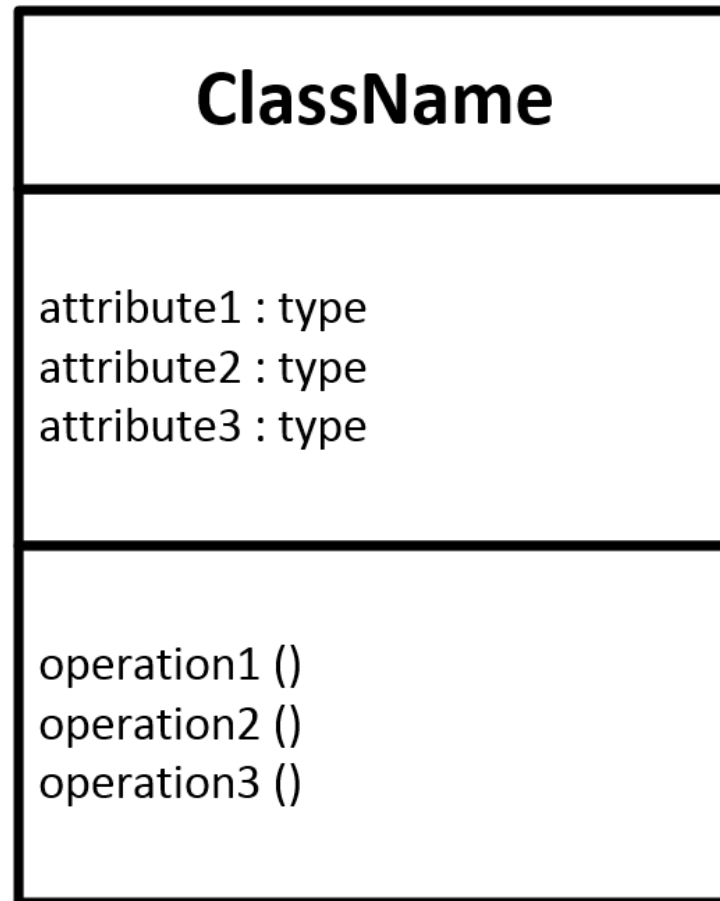 ClassName
attribute1 : type
attribute2 : type
attribute3 : type
operation1 ()
operation2 ()
operation3 ()